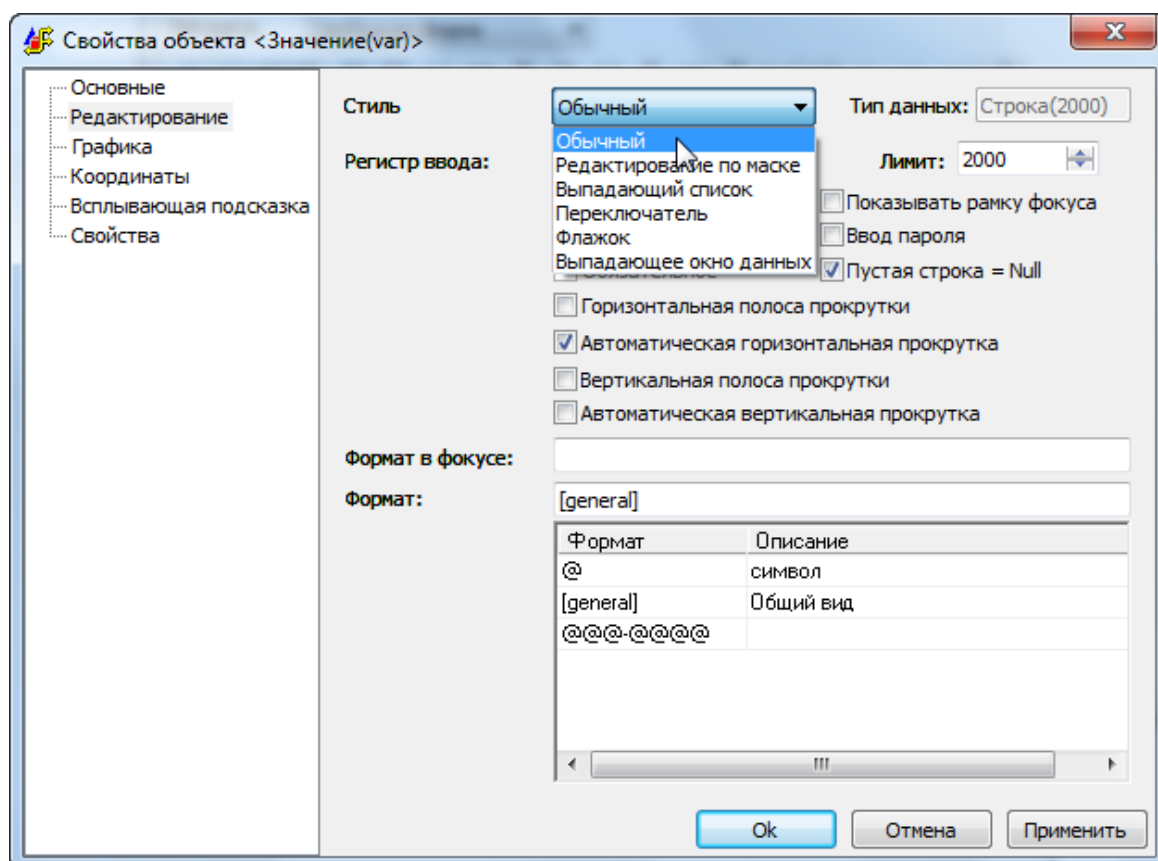 Свойства объекта <Значение(var)>
Основные
Редактирование
Графика
Координаты
Всплывающая подсказка
Свойства
Стиль
Обычный
Тип данных: Строка(2000)
Обычный
Редактирование по маске
Выпадающий список
Переключатель
Флажок
Выпадающее окно данных
Регистр ввода:
Лимит: 2000
Показывать рамку фокуса
Ввод пароля
Пустая строка = Null
Горизонтальная полоса прокрутки
Автоматическая горизонтальная прокрутка
Вертикальная полоса прокрутки
Автоматическая вертикальная прокрутка
Формат в фокусе:
Формат: [general]
Формат Описание
@ символ
[general] Общий вид
@@@-@@@@
Ok Отмена Применить